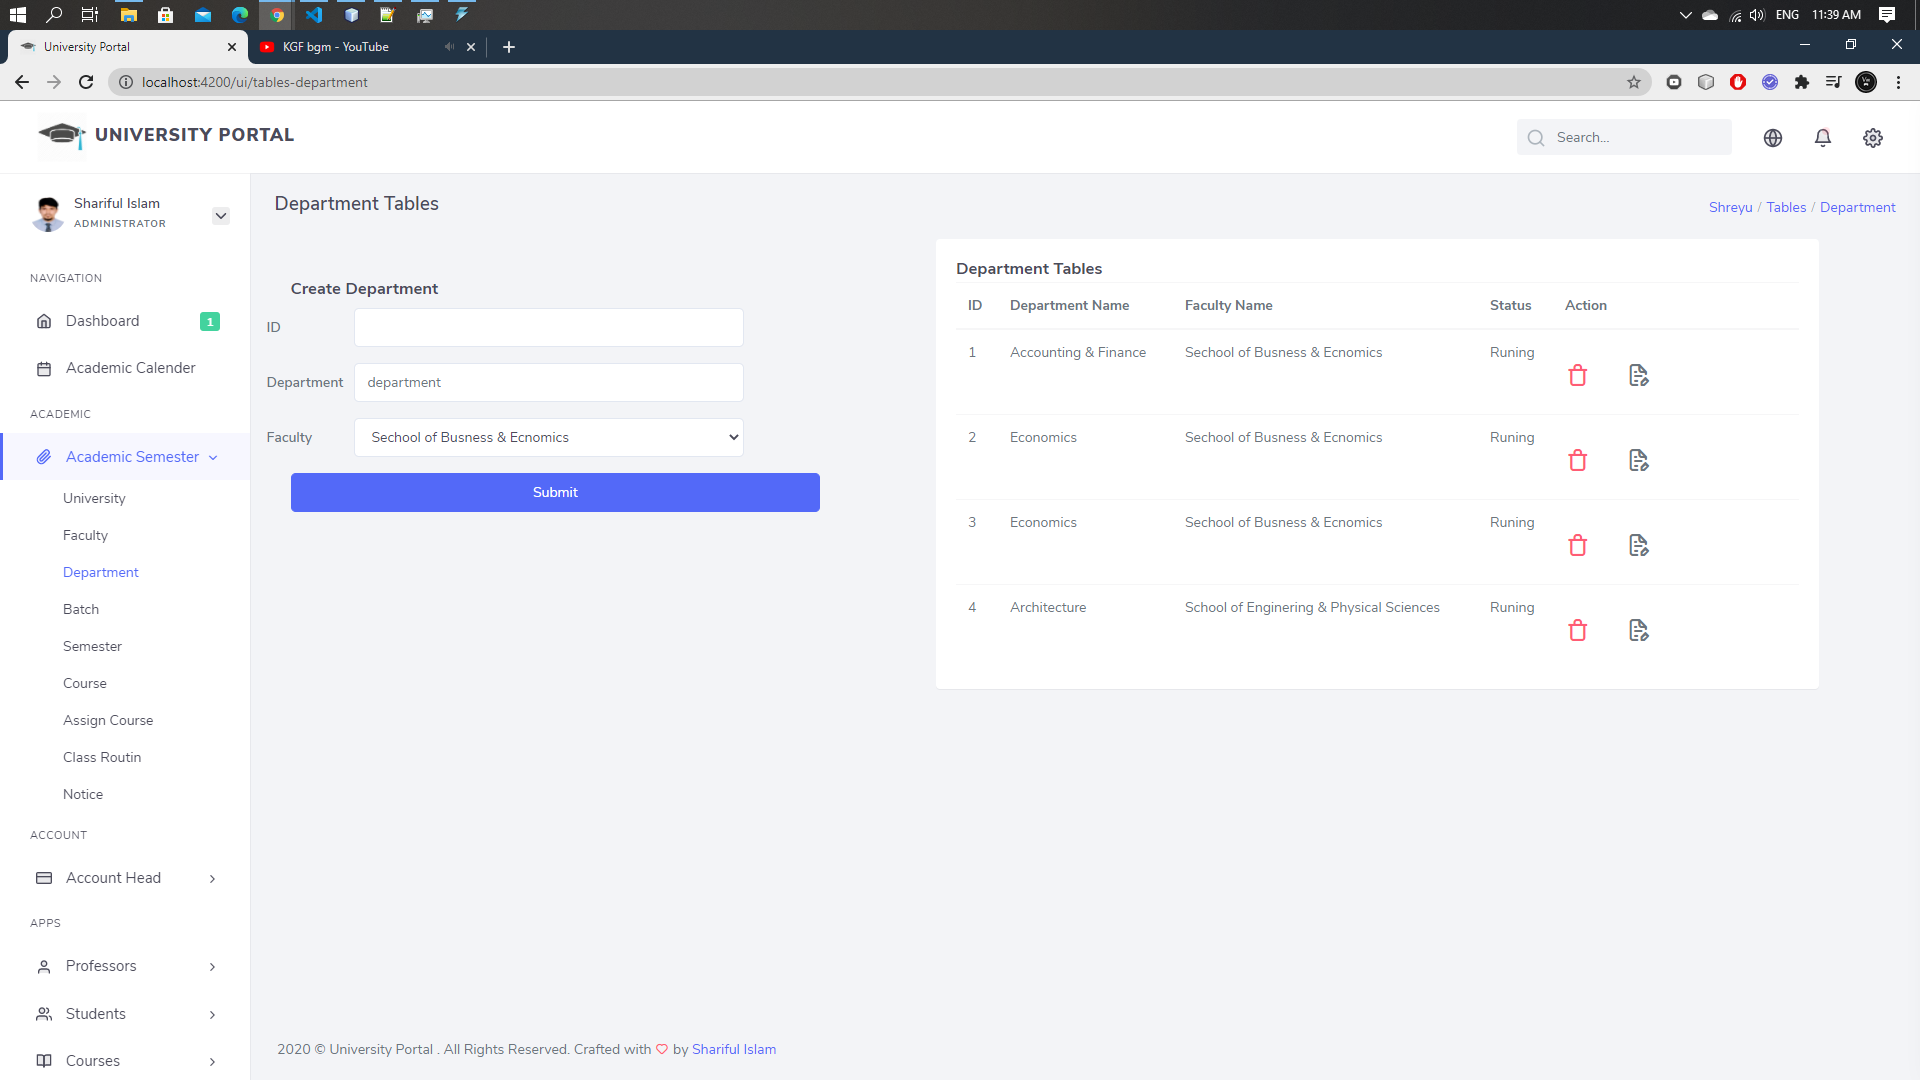 ENG 11:39 AM
University Portal
KGF bgm - YouTube
localhost:4200/ui/tables-department
UNIVERSITY PORTAL
Search...
Shariful Islam
ADMINISTRATOR
Department Tables
Shreyu / Tables / Department
NAVIGATION
Dashboard 1
Academic Calender
ACADEMIC
Academic Semester
University
Faculty
Department
Batch
Semester
Course
Assign Course
Class Routin
Notice
ACCOUNT
Account Head
APPS
Professors
Students
Courses
Create Department
ID
Department department
Faculty Sechool of Busness & Ecnomics
Submit
Department Tables
ID Department Name Faculty Name Status Action
1 Accounting & Finance Sechool of Busness & Ecnomics Runing
2 Economics Sechool of Busness & Ecnomics Runing
3 Economics Sechool of Busness & Ecnomics Runing
4 Architecture School of Enginering & Physical Sciences Runing
2020 © University Portal . All Rights Reserved. Crafted with by Shariful Islam